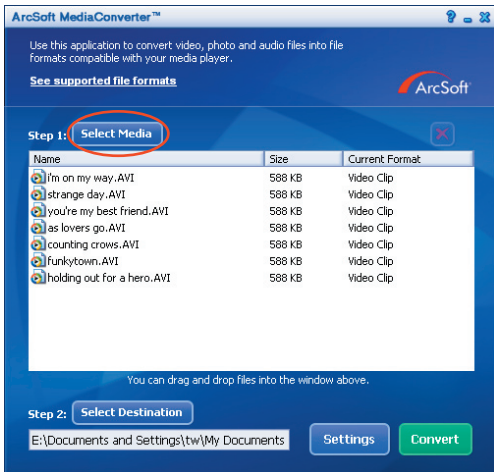 ArcSoft MediaConverter™
Use this application to convert video, photo and audio files into file
formats compatible with your media player.
See supported file formats
ArcSoft®
Step 1: Select Media
Name Size Current Format
i'm on my way.AVI 588 KB Video Clip
strange day.AVI 588 KB Video Clip
you're my best friend.AVI 588 KB Video Clip
as lovers go.AVI 588 KB Video Clip
counting crows.AVI 588 KB Video Clip
funkytown.AVI 588 KB Video Clip
holding out for a hero.AVI 588 KB Video Clip
You can drag and drop files into the window above.
Step 2: Select Destination
E:\Documents and Settings\tw\My Documents Settings Convert